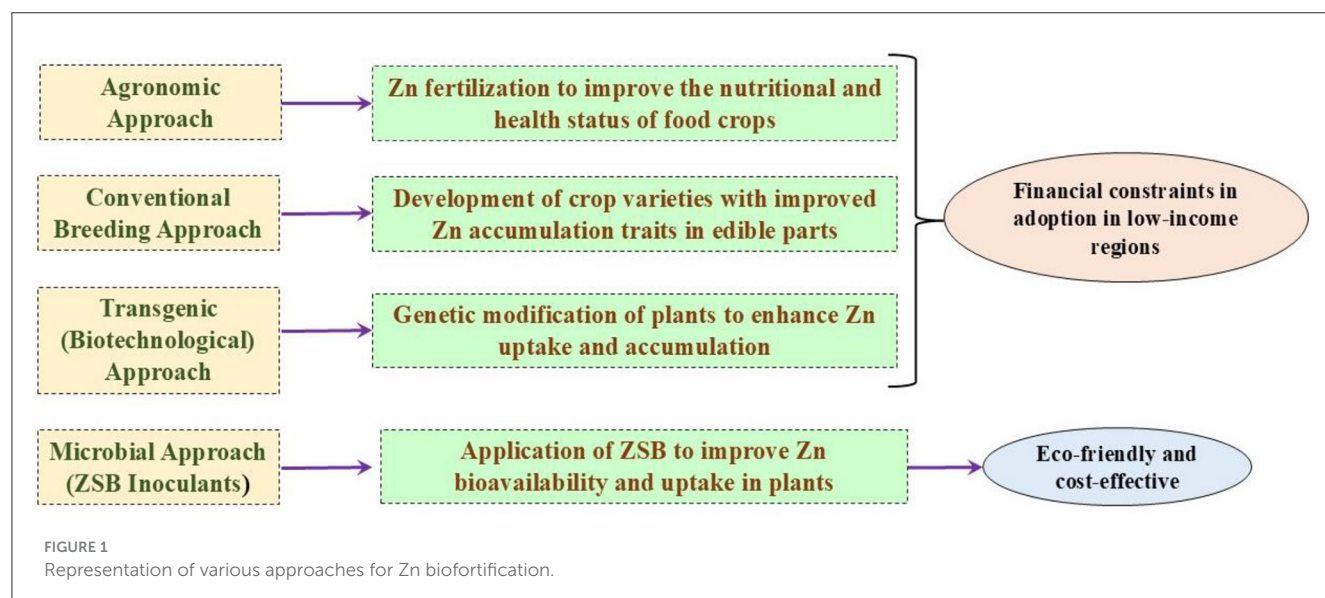 Agronomic
Approach
Zn fertilization to improve the nutritional and
health status of food crops
Conventional
Breeding Approach
Development of crop varieties with improved
Zn accumulation traits in edible parts
Transgenic
(Biotechnological)
Approach
Genetic modification of plants to enhance Zn
uptake and accumulation
Financial constraints in
adoption in low-income
regions
Microbial Approach
(ZSB Inoculants)
Application of ZSB to improve Zn
bioavailability and uptake in plants
Eco-friendly and
cost-effective
FIGURE 1
Representation of various approaches for Zn biofortification.